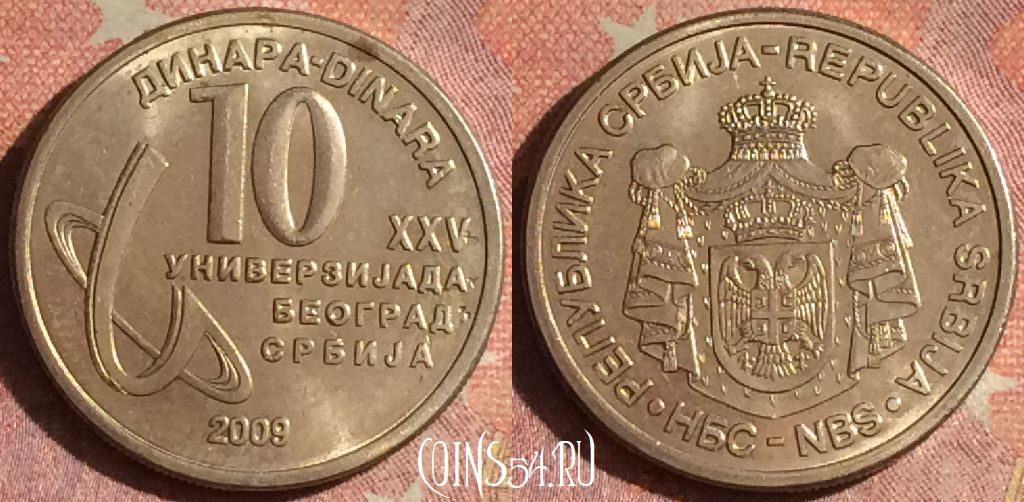 ДИНАРА-DINARA
10
XXV
УНИВЕРЗИЈАДА
БЕОГРАД
СРБИЈА
2009
РЕПУБЛИКА СРБИЈА-REPUBLIKA SRBIJA
НБС-NBS
COINS54.RU